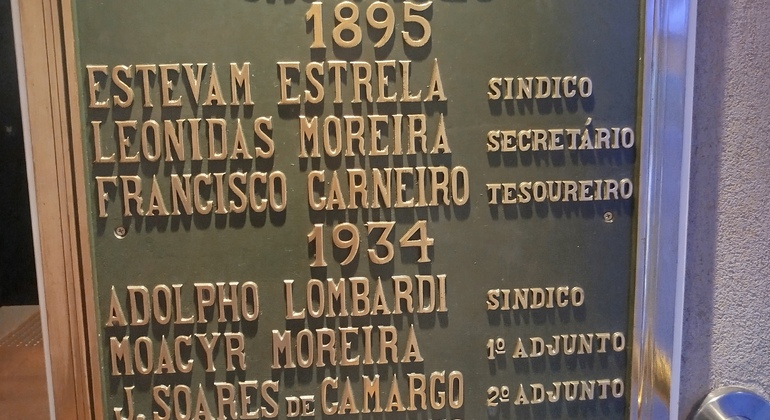 1895
ESTEVAM ESTRELA SINDICO
LEONIDAS MOREIRA SECRETÁRIO
FRANCISCO CARNEIRO TESOUREIRO
1934
ADOLPHO LOMBARDI SINDICO
MOACYR MOREIRA 1º ADJUNTO
J. SOARES DE CAMARGO 2º ADJUNTO